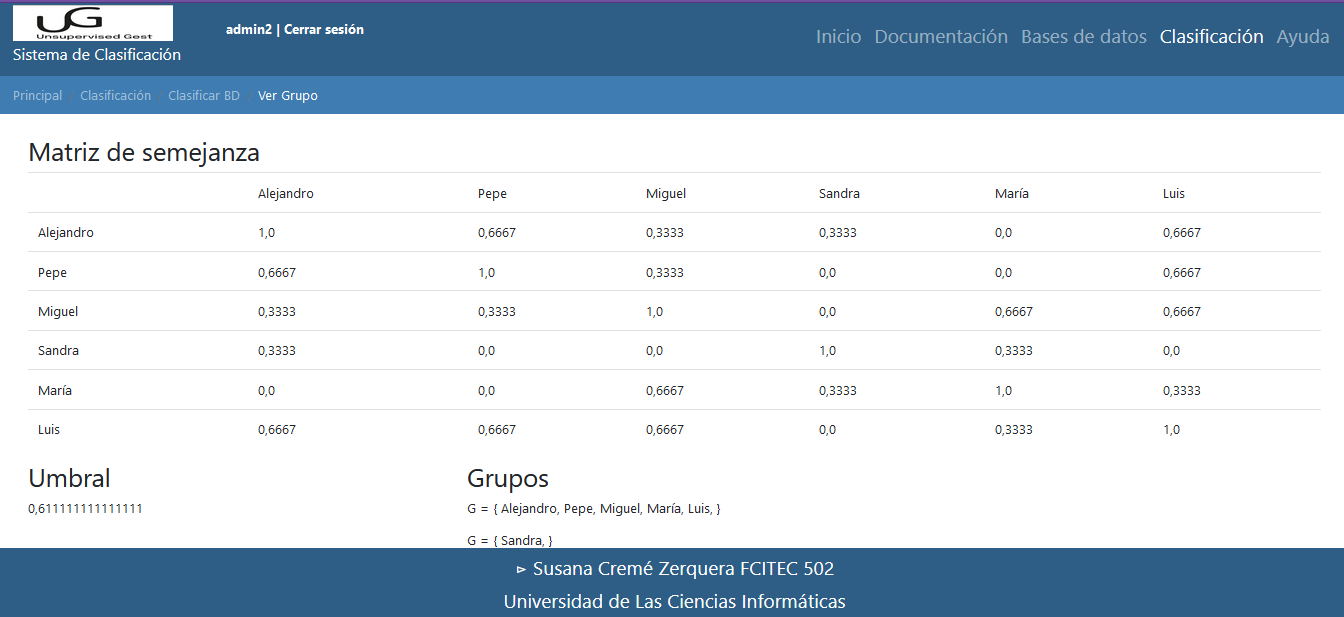 UG
Unsupervised Gest
Sistema de Clasificación
admin2 | Cerrar sesión
Inicio Documentación Bases de datos Clasificación Ayuda
Principal Clasificación Clasificar BD Ver Grupo
Matriz de semejanza
Alejandro Pepe Miguel Sandra María Luis
Alejandro 1,0 0,6667 0,3333 0,3333 0,0 0,6667
Pepe 0,6667 1,0 0,3333 0,0 0,0 0,6667
Miguel 0,3333 0,3333 1,0 0,0 0,6667 0,6667
Sandra 0,3333 0,0 0,0 1,0 0,3333 0,0
María 0,0 0,0 0,6667 0,3333 1,0 0,3333
Luis 0,6667 0,6667 0,6667 0,0 0,3333 1,0
Umbral
0,611111111111111
Grupos
G = { Alejandro, Pepe, Miguel, María, Luis, }
G = { Sandra, }
▻ Susana Cremé Zerquera FCITEC 502
Universidad de Las Ciencias Informáticas